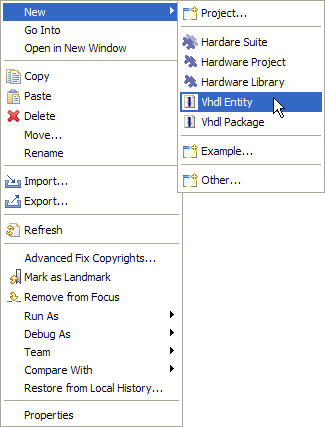 New
Go Into
Open in New Window
Copy
Paste
Delete
Move...
Rename
Import...
Export...
Refresh
Advanced Fix Copyrights...
Mark as Landmark
Remove from Focus
Run As
Debug As
Team
Compare With
Restore from Local History...
Properties
Project...
Hardare Suite
Hardware Project
Hardware Library
Vhdl Entity
Vhdl Package
Example...
Other...